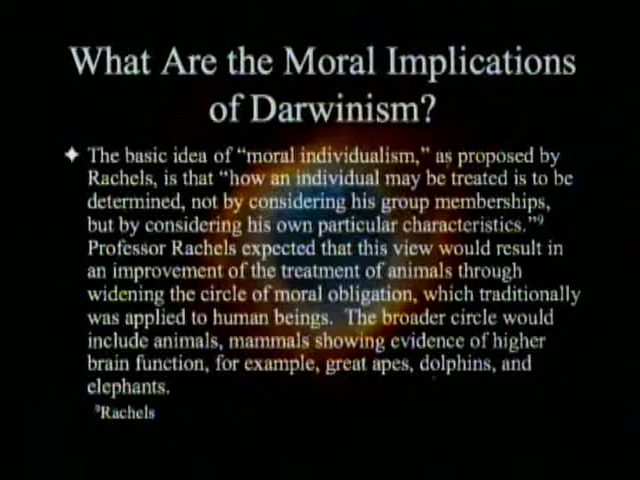 What Are the Moral Implications
of Darwinism?
The basic idea of “moral individualism,” as proposed by
Rachels, is that “how an individual may be treated is to be
determined, not by considering his group memberships,
but by considering his own particular characteristics.”⁹
Professor Rachels expected that this view would result in
an improvement of the treatment of animals through
widening the circle of moral obligation, which traditionally
was applied to human beings. The broader circle would
include animals, mammals showing evidence of higher
brain function, for example, great apes, dolphins, and
elephants.
⁹Rachels